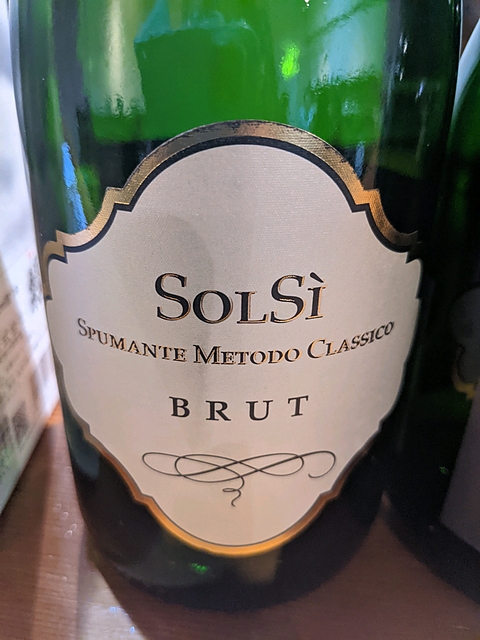 SolSì
Spumante Metodo Classico
BRUT